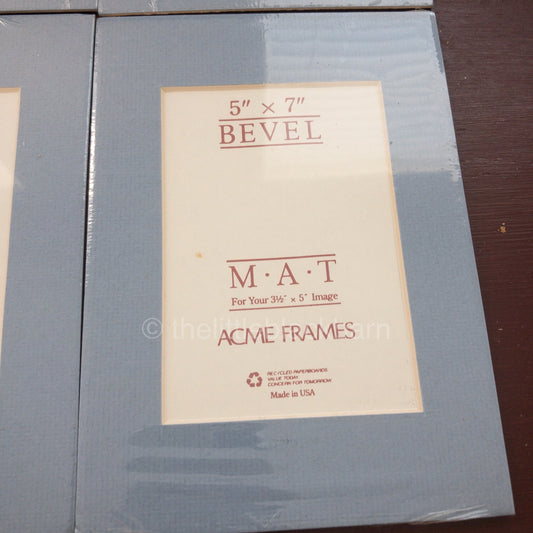 5" × 7"
BEVEL
M·A·T
For Your 3½" × 5" Image
ACME FRAMES
RECYCLED PAPERBOARDS
VALUE TODAY
CONCERN FOR TOMORROW
Made in USA